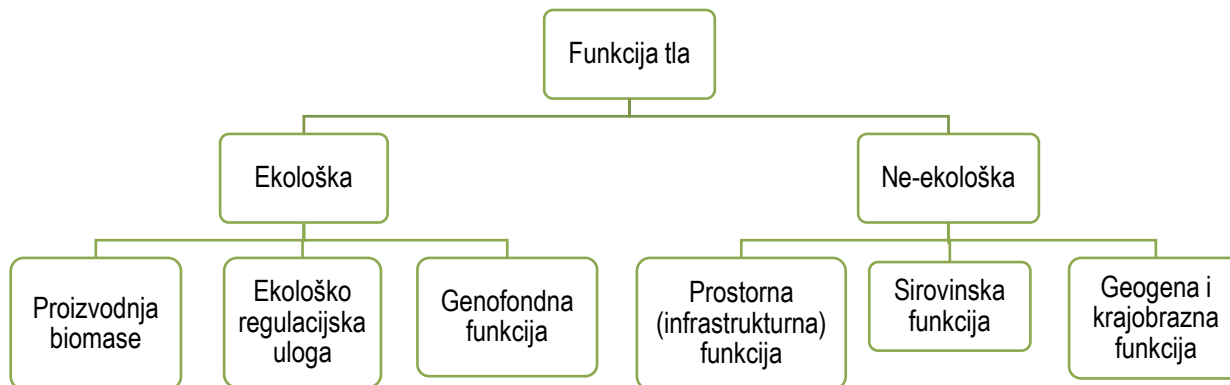 Funkcija tla
Ekološka
Ne-ekološka
Proizvodnja
biomase
Ekološko
regulacijska
uloga
Genofondna
funkcija
Prostorna
(infrastrukturna)
funkcija
Sirovinska
funkcija
Geogena i
krajobrazna
funkcija